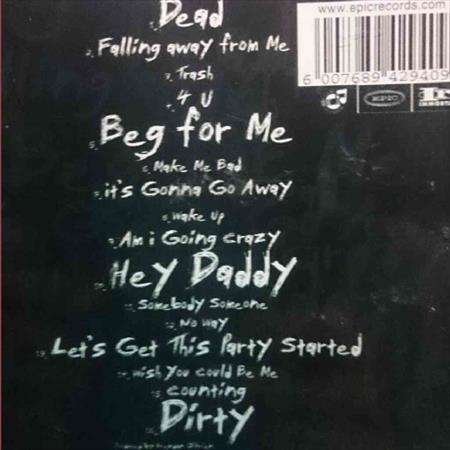 www.epicrecords.com
6 007689 429409
EPIC
Dead
Falling away from Me
Trash
4 U
Beg for Me
Make Me Bad
it's Gonna Go Away
wake up
Am i Going crazy
Hey Daddy
Somebody Someone
No way
Let's Get This Party Started
wish You could Be Me
counting
Dirty